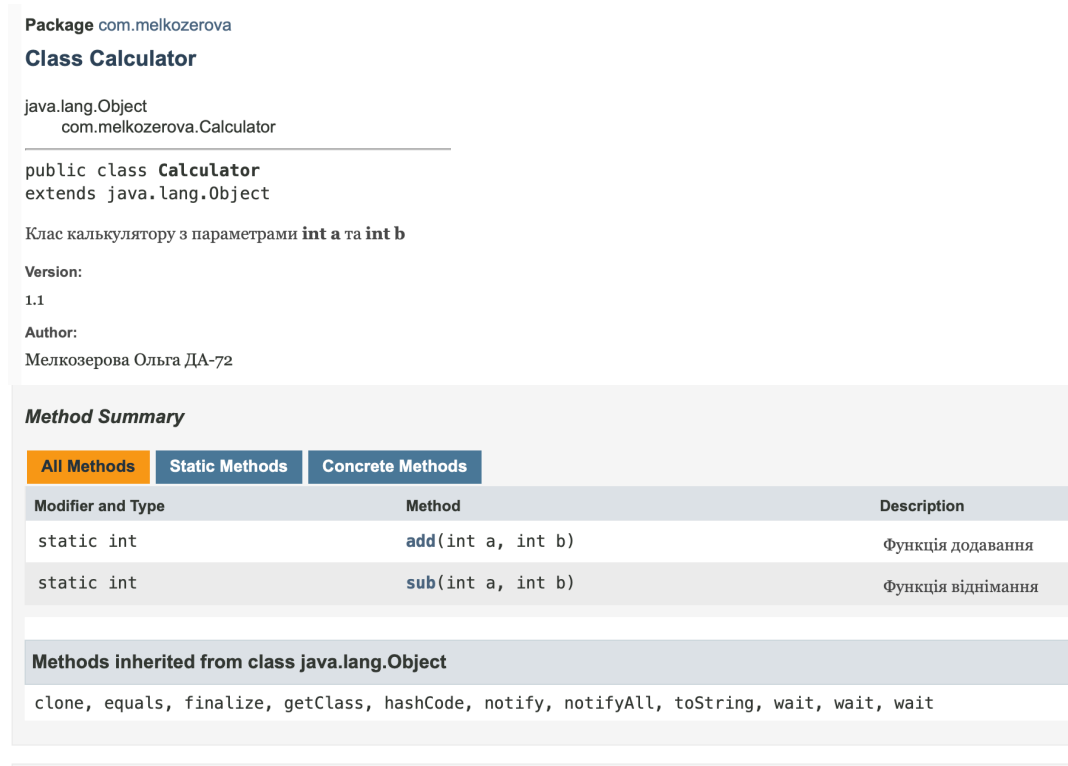 Package com.melkozerova
Class Calculator
java.lang.Object
com.melkozerova.Calculator
public class Calculator
extends java.lang.Object
Клас калькулятору з параметрами int a та int b
Version:
1.1
Author:
Мелкозерова Ольга ДА-72
Method Summary
All Methods Static Methods Concrete Methods
Modifier and Type Method Description
static int add(int a, int b) Функція додавання
static int sub(int a, int b) Функція віднімання
Methods inherited from class java.lang.Object
clone, equals, finalize, getClass, hashCode, notify, notifyAll, toString, wait, wait, wait